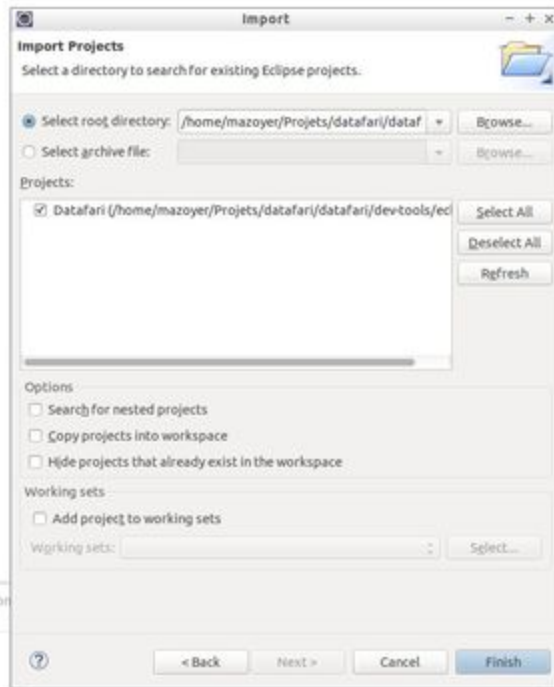 Import
Import Projects
Select a directory to search for existing Eclipse projects.
Select root directory: /home/mazoyer/Projets/datafari/dataf Browse...
Select archive file: Browse...
Projects:
Datafari (/home/mazoyer/Projets/datafari/datafari/dev-tools/ecl
Select All
Deselect All
Refresh
Options
Search for nested projects
Copy projects into workspace
Hide projects that already exist in the workspace
Working sets
Add project to working sets
Working sets: Select...
on
? < Back Next > Cancel Finish